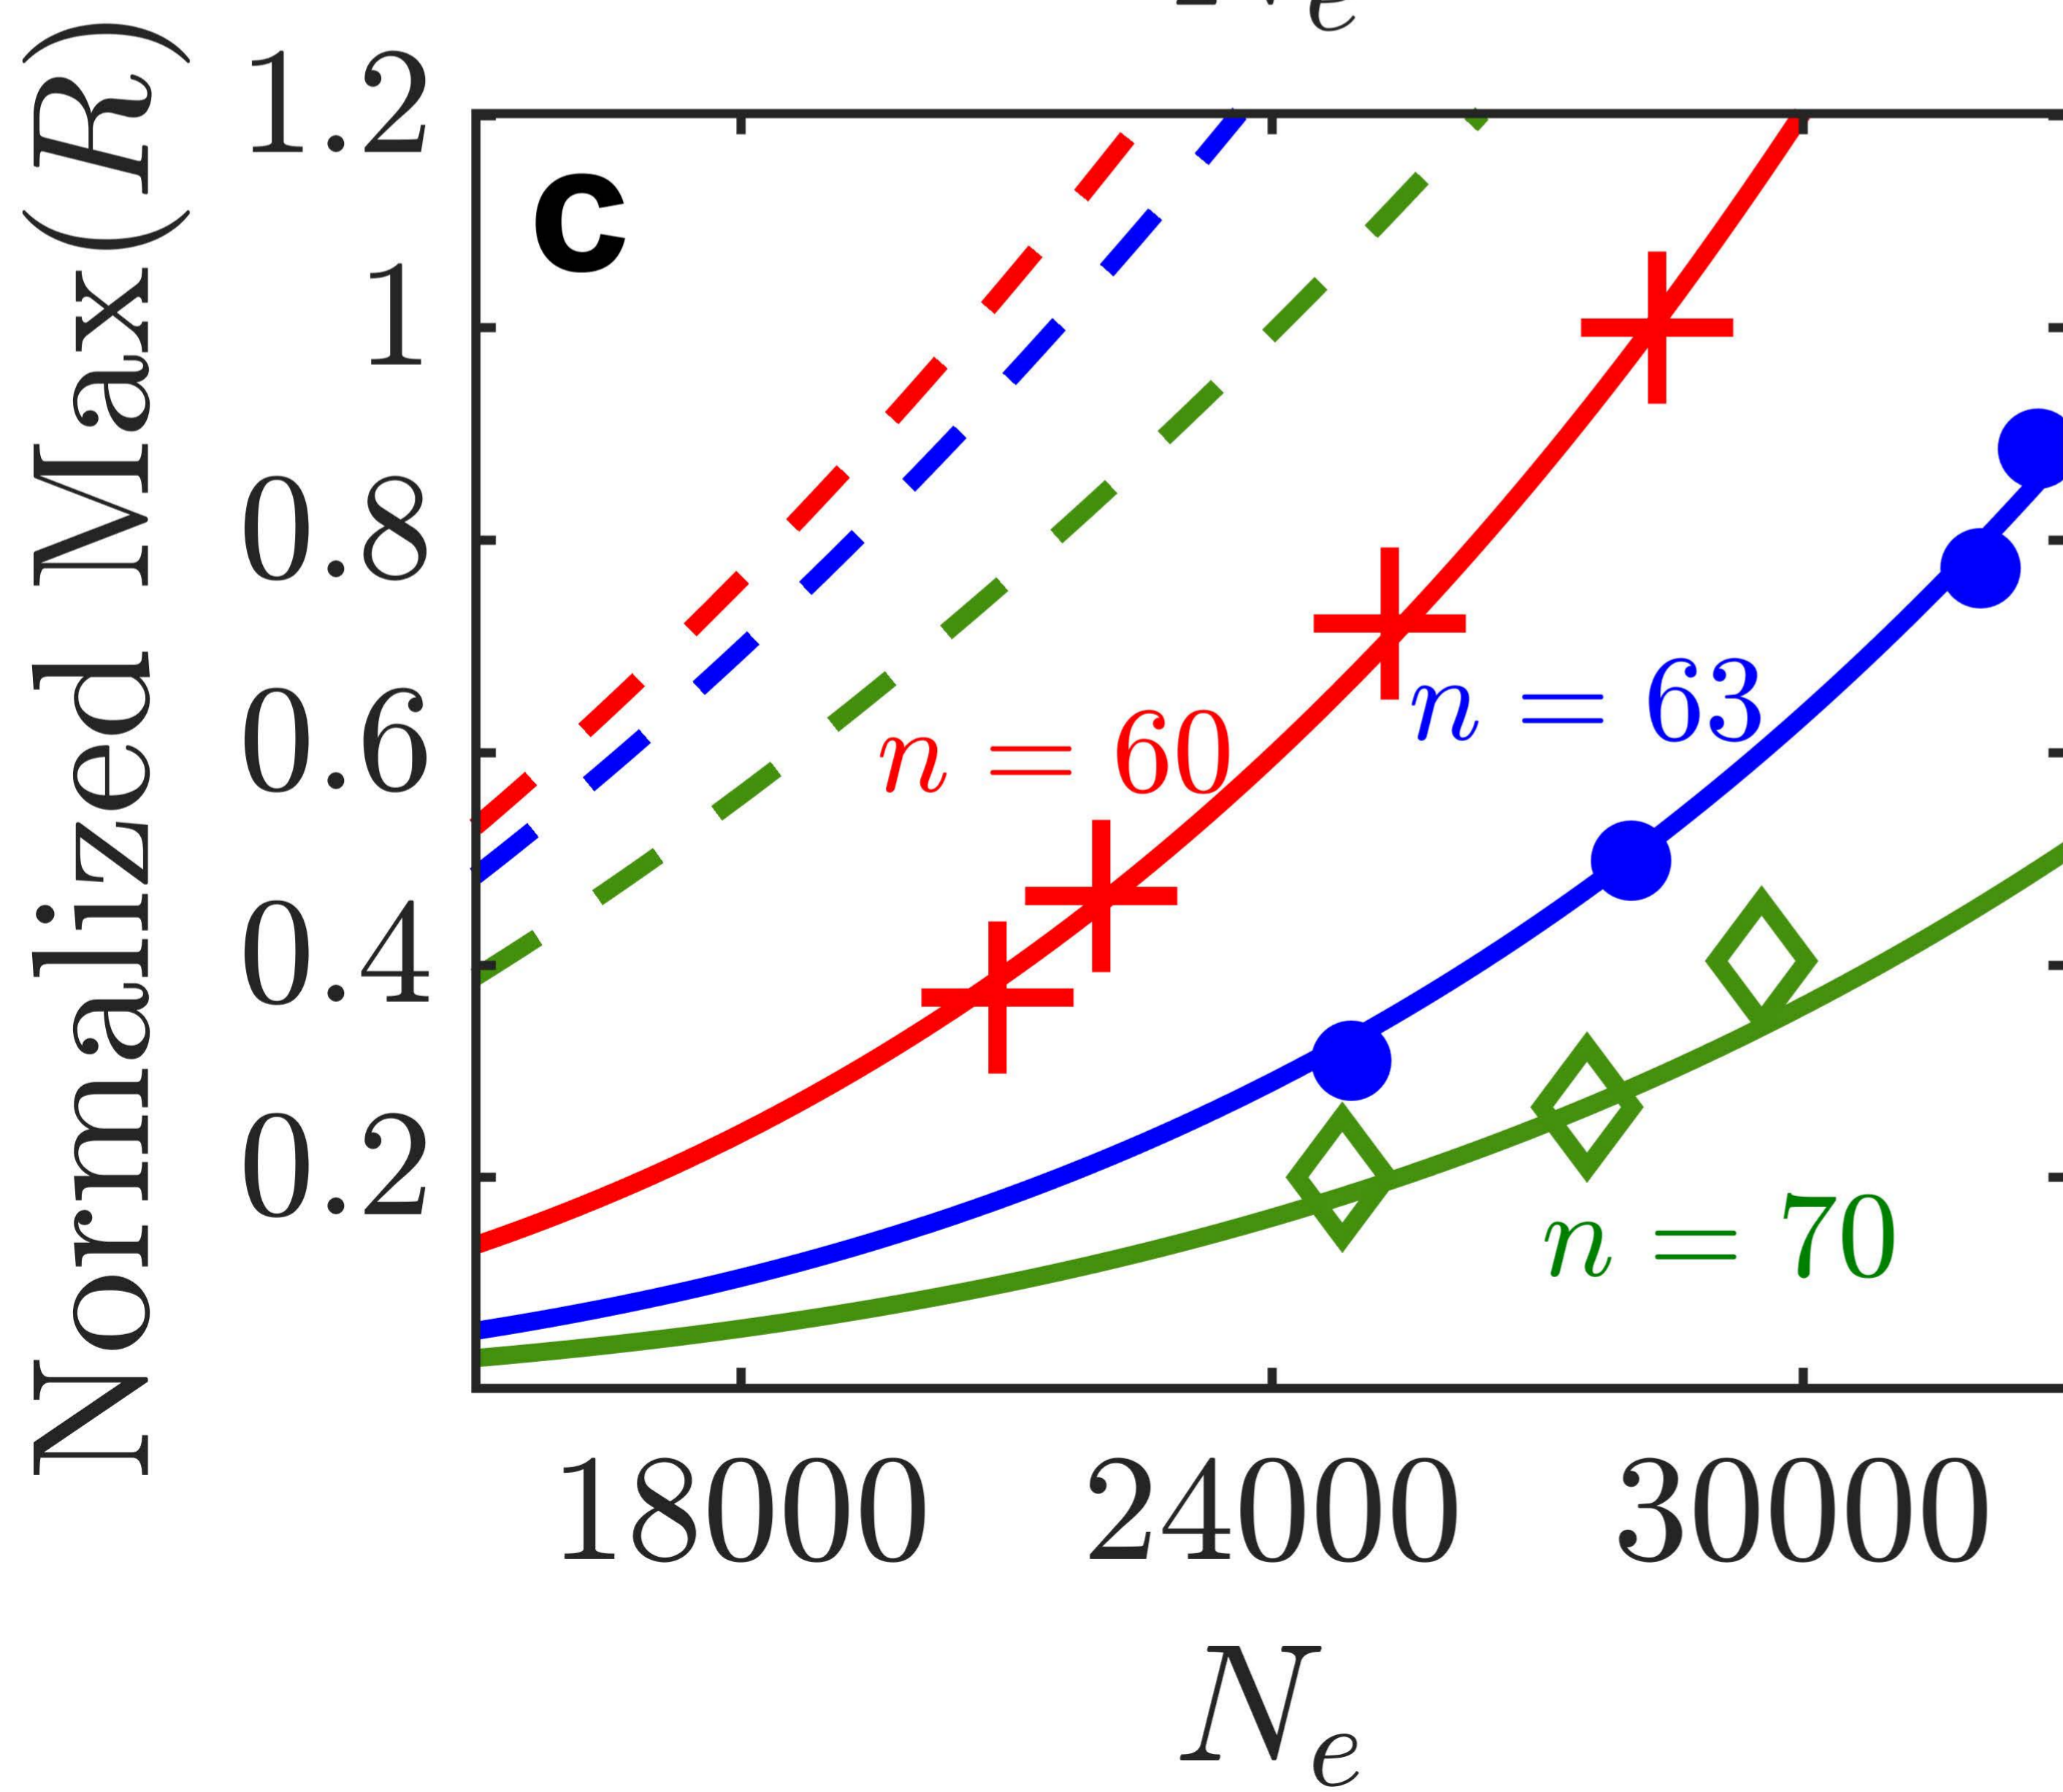 N_e
Normalized Max(R)
1.2
1
0.8
0.6
0.4
0.2
c
n = 60
n = 63
n = 70
18000 24000 30000
N_e